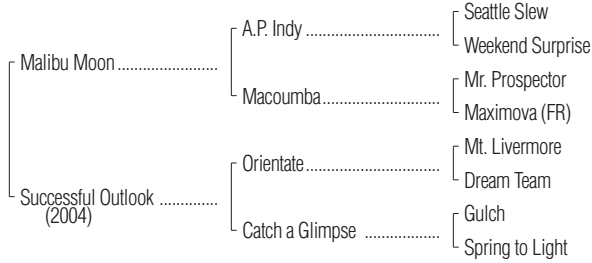 Seattle Slew
A.P. Indy ..............................
Weekend Surprise
Malibu Moon ........................
Mr. Prospector
Macoumba ...........................
Maximova (FR)
Mt. Livermore
Orientate ...............................
Dream Team
Successful Outlook ..............
(2004)
Gulch
Catch a Glimpse ..................
Spring to Light